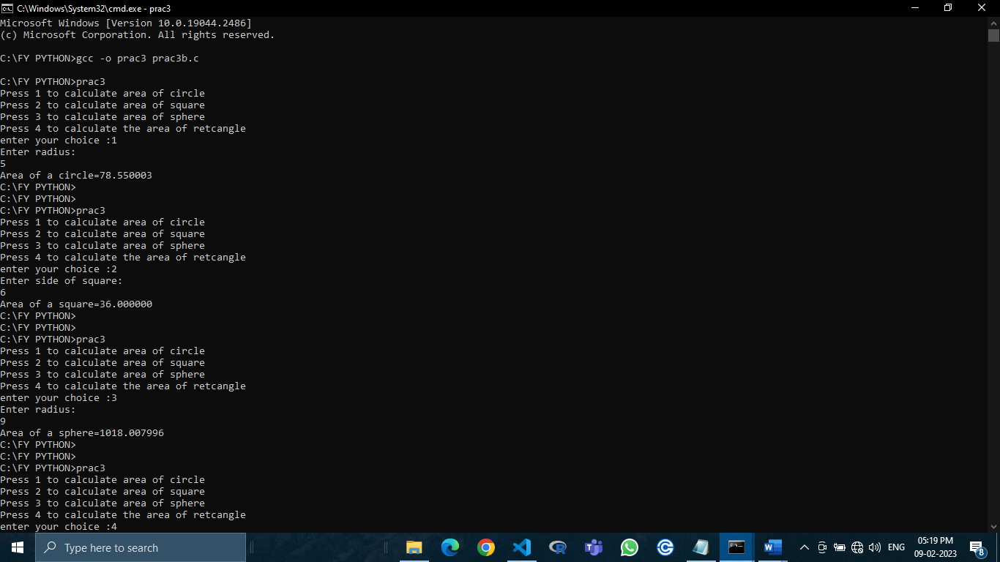 C:\Windows\System32\cmd.exe - prac3
Microsoft Windows [Version 10.0.19044.2486]
(c) Microsoft Corporation. All rights reserved.
C:\FY PYTHON>gcc -o prac3 prac3b.c
C:\FY PYTHON>prac3
Press 1 to calculate area of circle
Press 2 to calculate area of square
Press 3 to calculate area of sphere
Press 4 to calculate the area of retcangle
enter your choice :1
Enter radius:
5
Area of a circle=78.550003
C:\FY PYTHON>
C:\FY PYTHON>
C:\FY PYTHON>prac3
Press 1 to calculate area of circle
Press 2 to calculate area of square
Press 3 to calculate area of sphere
Press 4 to calculate the area of retcangle
enter your choice :2
Enter side of square:
6
Area of a square=36.000000
C:\FY PYTHON>
C:\FY PYTHON>
C:\FY PYTHON>prac3
Press 1 to calculate area of circle
Press 2 to calculate area of square
Press 3 to calculate area of sphere
Press 4 to calculate the area of retcangle
enter your choice :3
Enter radius:
9
Area of a sphere=1018.007996
C:\FY PYTHON>
C:\FY PYTHON>
C:\FY PYTHON>prac3
Press 1 to calculate area of circle
Press 2 to calculate area of square
Press 3 to calculate area of sphere
Press 4 to calculate the area of retcangle
enter your choice :4
Type here to search
ENG
05:19 PM
09-02-2023
8